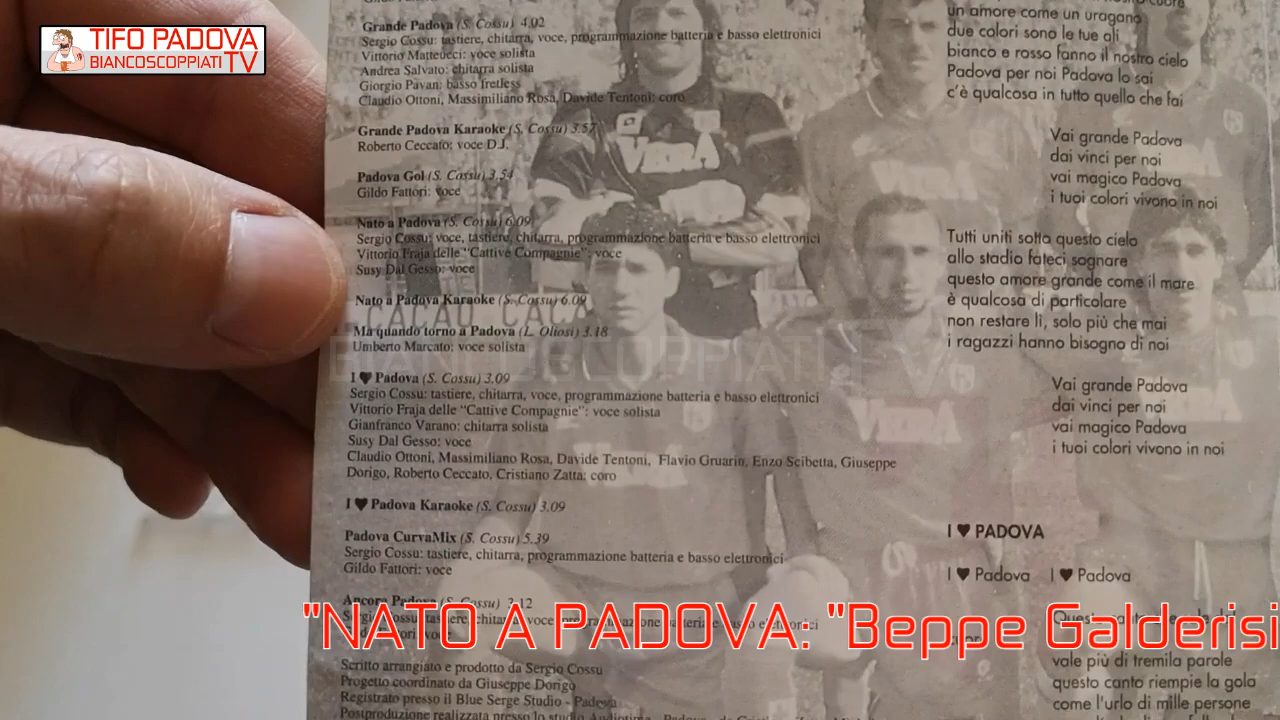 TIFO PADOVA
BIANCOSCOPPIATI TV
Grande Padova (S. Cossu) 4.02
Sergio Cossu: tastiere, chitarra, voce, programmazione batteria e basso elettronici
Vittorio Matteucci: voce solista
Andrea Salvato: chitarra solista
Giorgio Pavan: basso fretless
Claudio Ottoni, Massimiliano Rosa, Davide Tentoni: coro
Grande Padova Karaoke (S. Cossu) 3.57
Roberto Ceccato: voce D.J.
Padova Gol (S. Cossu) 3.54
Gildo Fattori: voce
Nato a Padova (S. Cossu) 6.09
Sergio Cossu: voce, tastiere, chitarra, programmazione batteria e basso elettronici
Vittorio Fraja delle "Cattive Compagnie": voce
Susy Dal Gesso: voce
Nato a Padova Karaoke (S. Cossu) 6.09
Ma quando torno a Padova (L. Oliosi) 3.18
Umberto Marcato: voce solista
I ♥ Padova (S. Cossu) 3.09
Sergio Cossu: tastiere, chitarra, voce, programmazione batteria e basso elettronici
Vittorio Fraja delle "Cattive Compagnie": voce solista
Gianfranco Varano: chitarra solista
Susy Dal Gesso: voce
Claudio Ottoni, Massimiliano Rosa, Davide Tentoni, Flavio Gruarin, Enzo Scibetta, Giuseppe
Dorigo, Roberto Ceccato, Cristiano Zatta: coro
I ♥ Padova Karaoke (S. Cossu) 3.09
Padova CurvaMix (S. Cossu) 5.39
Sergio Cossu: tastiere, chitarra, programmazione batteria e basso elettronici
Gildo Fattori: voce
Ancora Padova (S. Cossu) 3.12
Scritto arrangiato e prodotto da Sergio Cossu
Progetto coordinato da Giuseppe Dorigo
Registrato presso il Blue Serge Studio - Padova
Postproduzione realizzata presso lo studio
un amore come un uragano
due colori sono le tue ali
bianco e rosso fanno il nostro cielo
Padova per noi Padova lo sai
c'è qualcosa in tutto quello che fai
Vai grande Padova
dai vinci per noi
vai magico Padova
i tuoi colori vivono in noi
Tutti uniti sotto questo cielo
allo stadio fateci sognare
questo amore grande come il mare
è qualcosa di particolare
non restare lì, solo più che mai
i ragazzi hanno bisogno di noi
Vai grande Padova
dai vinci per noi
vai magico Padova
i tuoi colori vivono in noi
I ♥ PADOVA
I ♥ Padova I ♥ Padova
vale più di tremila parole
questo canto riempie la gola
come l'urlo di mille persone
"NATO A PADOVA: "Beppe Galderisi